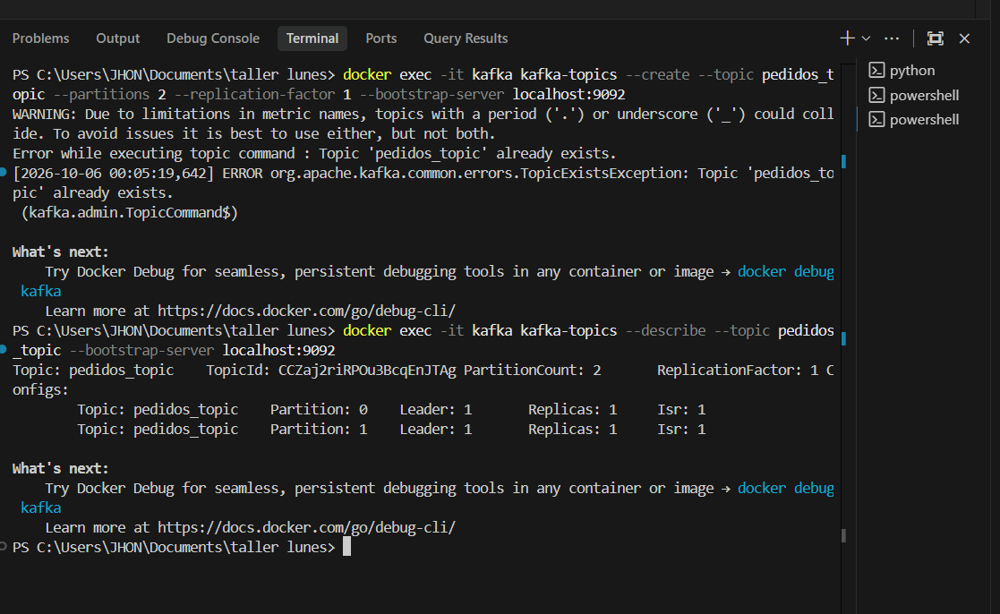 Problems Output Debug Console Terminal Ports Query Results
PS C:\Users\JHON\Documents\taller lunes> docker exec -it kafka kafka-topics --create --topic pedidos_t
opic --partitions 2 --replication-factor 1 --bootstrap-server localhost:9092
WARNING: Due to limitations in metric names, topics with a period ('.') or underscore ('_') could coll
ide. To avoid issues it is best to use either, but not both.
Error while executing topic command : Topic 'pedidos_topic' already exists.
[2026-10-06 00:05:19,642] ERROR org.apache.kafka.common.errors.TopicExistsException: Topic 'pedidos_to
pic' already exists.
 (kafka.admin.TopicCommand$)
What's next:
    Try Docker Debug for seamless, persistent debugging tools in any container or image → docker debug
 kafka
    Learn more at https://docs.docker.com/go/debug-cli/
PS C:\Users\JHON\Documents\taller lunes> docker exec -it kafka kafka-topics --describe --topic pedidos
_topic --bootstrap-server localhost:9092
Topic: pedidos_topic    TopicId: CCZaj2riRPOu3BcqEnJTAg PartitionCount: 2       ReplicationFactor: 1 C
onfigs:
        Topic: pedidos_topic    Partition: 0    Leader: 1       Replicas: 1     Isr: 1
        Topic: pedidos_topic    Partition: 1    Leader: 1       Replicas: 1     Isr: 1
What's next:
    Try Docker Debug for seamless, persistent debugging tools in any container or image → docker debug
 kafka
    Learn more at https://docs.docker.com/go/debug-cli/
PS C:\Users\JHON\Documents\taller lunes>
python
powershell
powershell